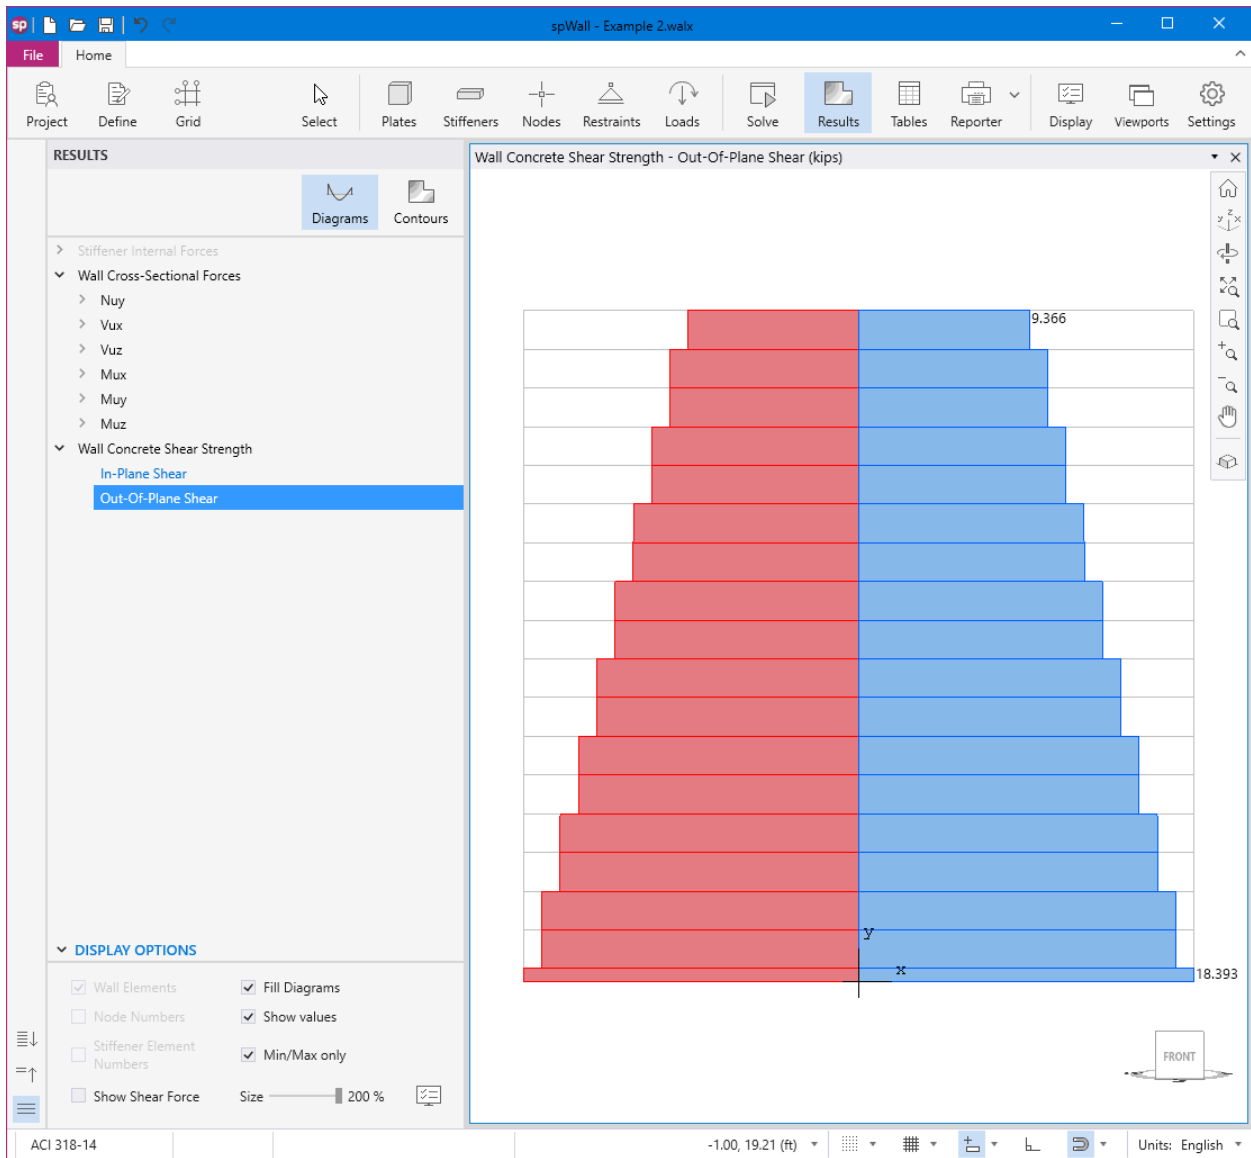 sp
spWall - Example 2.walx
File Home
Project Define Grid Select Plates Stiffeners Nodes Restraints Loads Solve Results Tables Reporter Display Viewports Settings
RESULTS
Diagrams Contours
Stiffener Internal Forces
Wall Cross-Sectional Forces
Nuy
Vux
Vuz
Mux
Muy
Muz
Wall Concrete Shear Strength
In-Plane Shear
Out-Of-Plane Shear
DISPLAY OPTIONS
Wall Elements Fill Diagrams
Node Numbers Show values
Stiffener Element
Numbers
Min/Max only
Show Shear Force Size 200 %
Wall Concrete Shear Strength - Out-Of-Plane Shear (kips)
z
y x
9.366
y
x
18.393
FRONT
ACI 318-14 -1.00, 19.21 (ft) Units: English